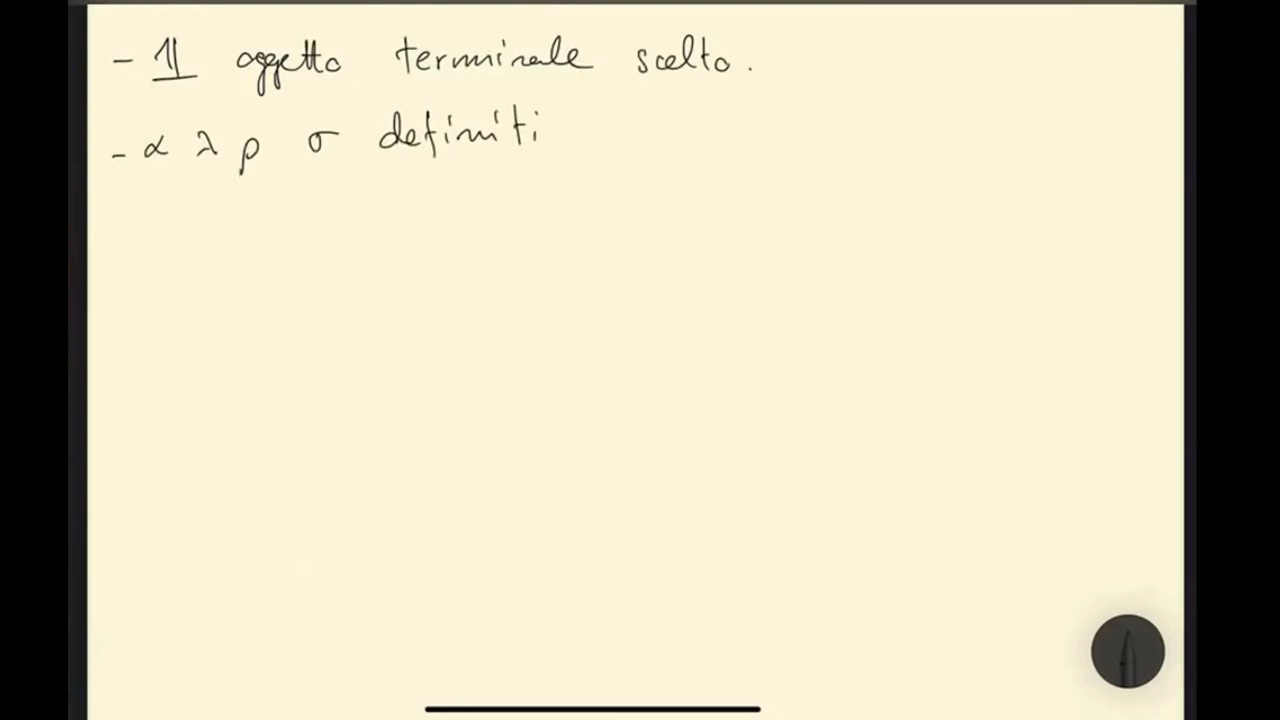 - 𝟙 oggetto terminale scelto.
- α λ ρ σ definiti